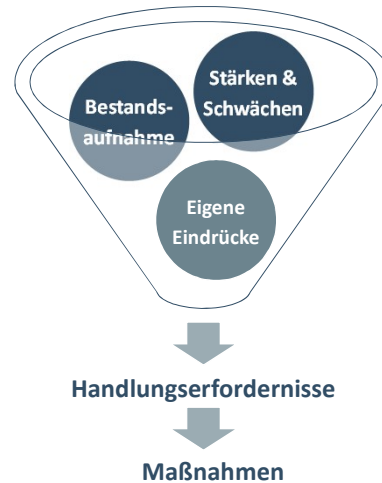 Stärken &
Schwächen
Bestands-
aufnahme
Eigene
Eindrücke
Handlungserfordernisse
Maßnahmen